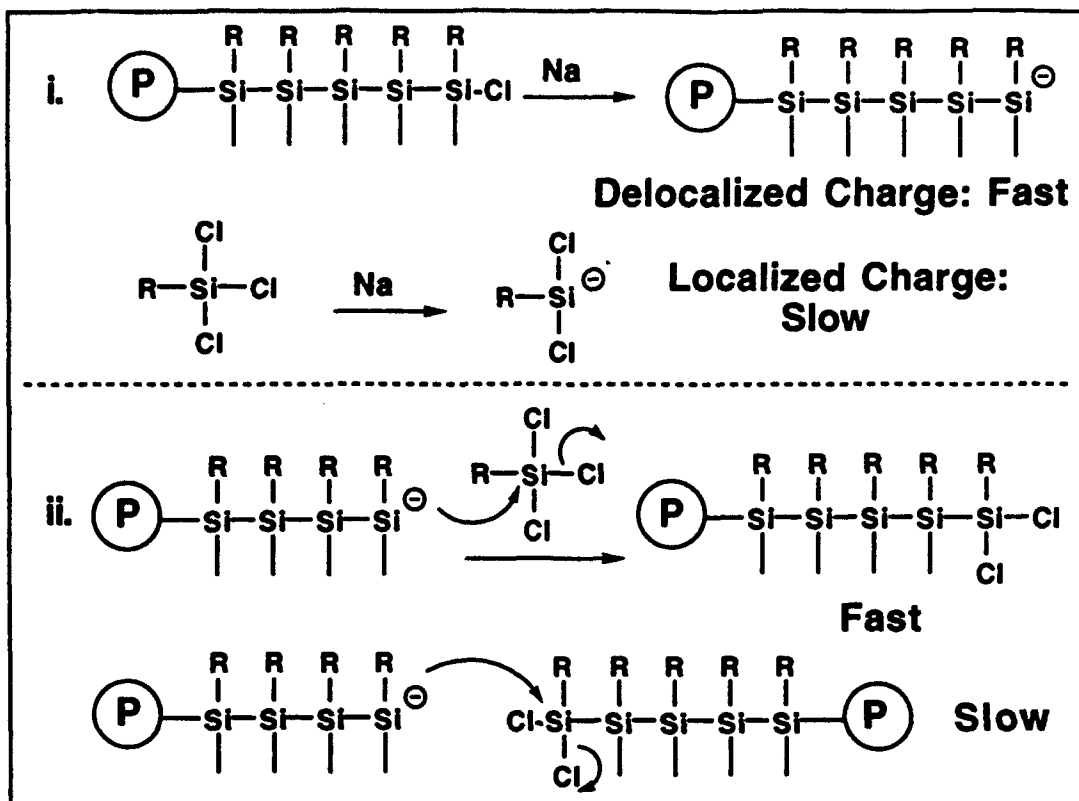 R R R R R R R R R R
i. P Si Si Si Si Si-Cl Na P Si Si Si Si Si ⊖
Delocalized Charge: Fast
Cl Cl
R—Si—Cl Na R—Si ⊖ Localized Charge:
Cl Cl Slow
Cl
R R R R R—Si—Cl R R R R R
ii. P Si Si Si Si ⊖ Cl P Si Si Si Si Si Cl
Cl
Fast
R R R R R R R R R
P Si Si Si Si ⊖ Cl-Si Si Si Si Si P Slow
Cl